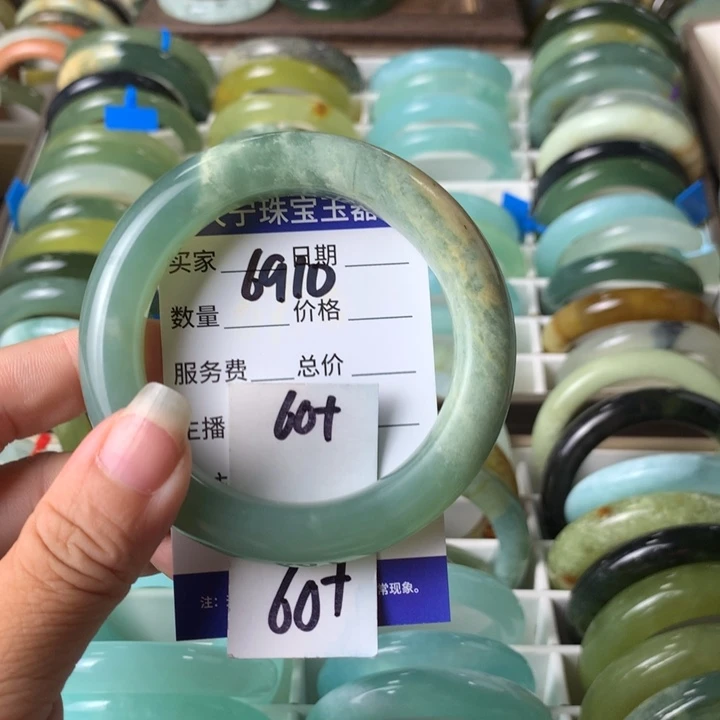 宁珠宝玉器
买家 日期
6910
数量 价格
服务费 总价
主播
60+
60+
注: 常现象。